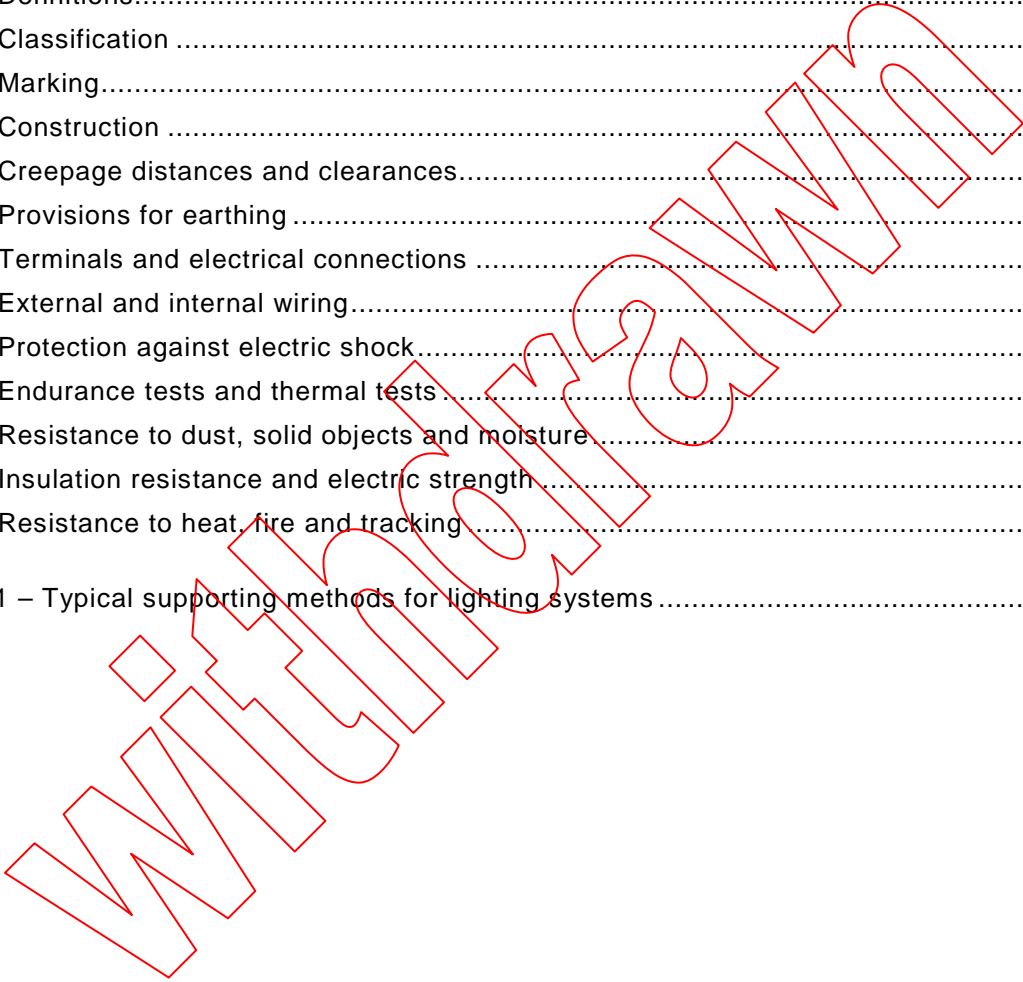 Definitions........................................................................................................
Classification ....................................................................................................
Marking............................................................................................................
Construction .....................................................................................................
Creepage distances and clearances....................................................................
Provisions for earthing ......................................................................................
Terminals and electrical connections .................................................................
External and internal wiring...............................................................................
Protection against electric shock........................................................................
Endurance tests and thermal tests .....................................................................
Resistance to dust, solid objects and moisture...................................................
Insulation resistance and electric strength .........................................................
Resistance to heat, fire and tracking ..................................................................
1 – Typical supporting methods for lighting systems ...........................................
withdrawn